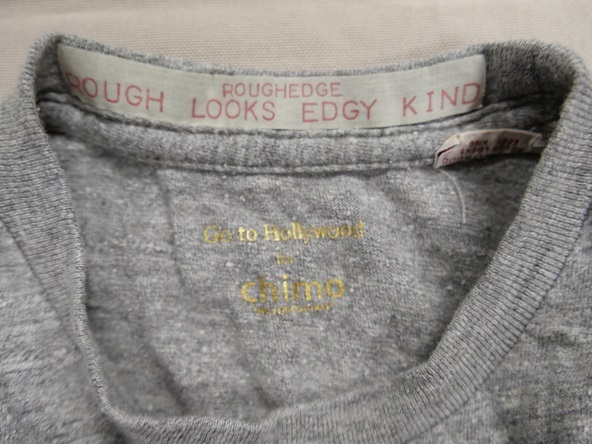 ROUGHEDGE
ROUGH LOOKS EDGY KIND
Go to Hollywood
for
chimo